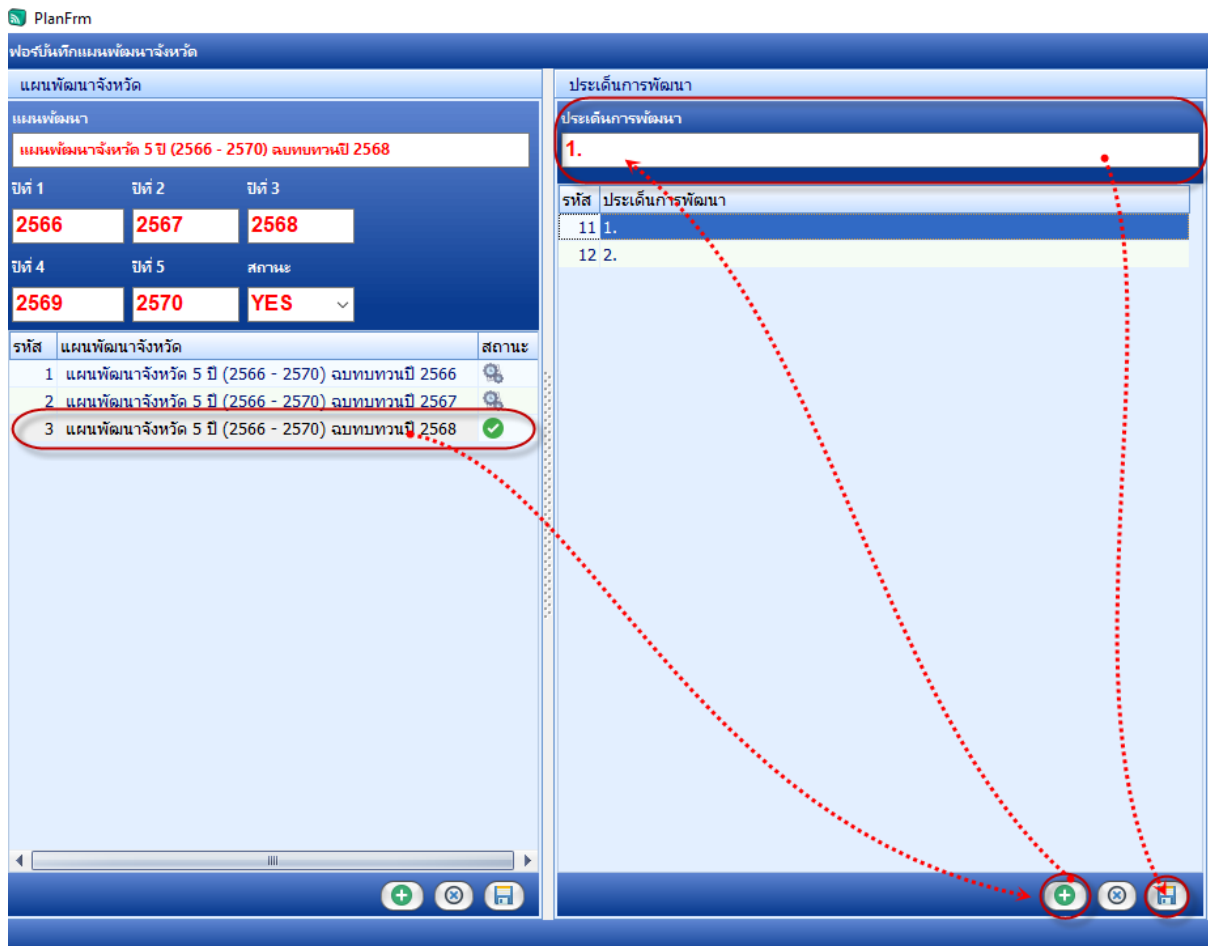 PlanFrm
ฟอร์บันทึกแผนพัฒนาจังหวัด
แผนพัฒนาจังหวัด
แผนพัฒนา
แผนพัฒนาจังหวัด 5 ปี (2566 - 2570) ฉบทบทวนปี 2568
ปีที่ 1 ปีที่ 2 ปีที่ 3
2566 2567 2568
ปีที่ 4 ปีที่ 5 สถานะ
2569 2570 YES
รหัส แผนพัฒนาจังหวัด สถานะ
1 แผนพัฒนาจังหวัด 5 ปี (2566 - 2570) ฉบทบทวนปี 2566
2 แผนพัฒนาจังหวัด 5 ปี (2566 - 2570) ฉบทบทวนปี 2567
3 แผนพัฒนาจังหวัด 5 ปี (2566 - 2570) ฉบทบทวนปี 2568
ประเด็นการพัฒนา
ประเด็นการพัฒนา
1.
รหัส ประเด็นการพัฒนา
11 1.
12 2.